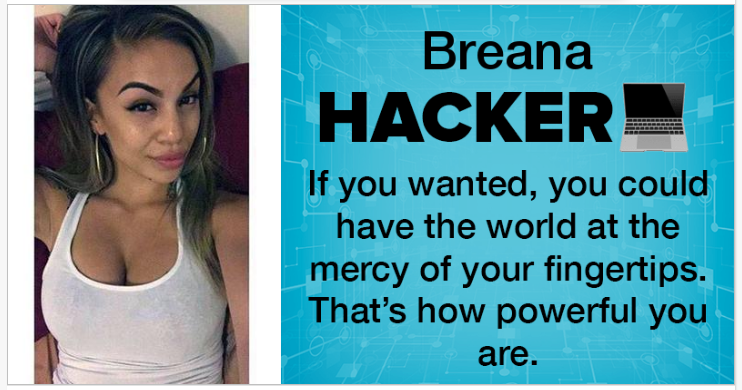 Breana
HACKER
If you wanted, you could
have the world at the
mercy of your fingertips.
That’s how powerful you
are.